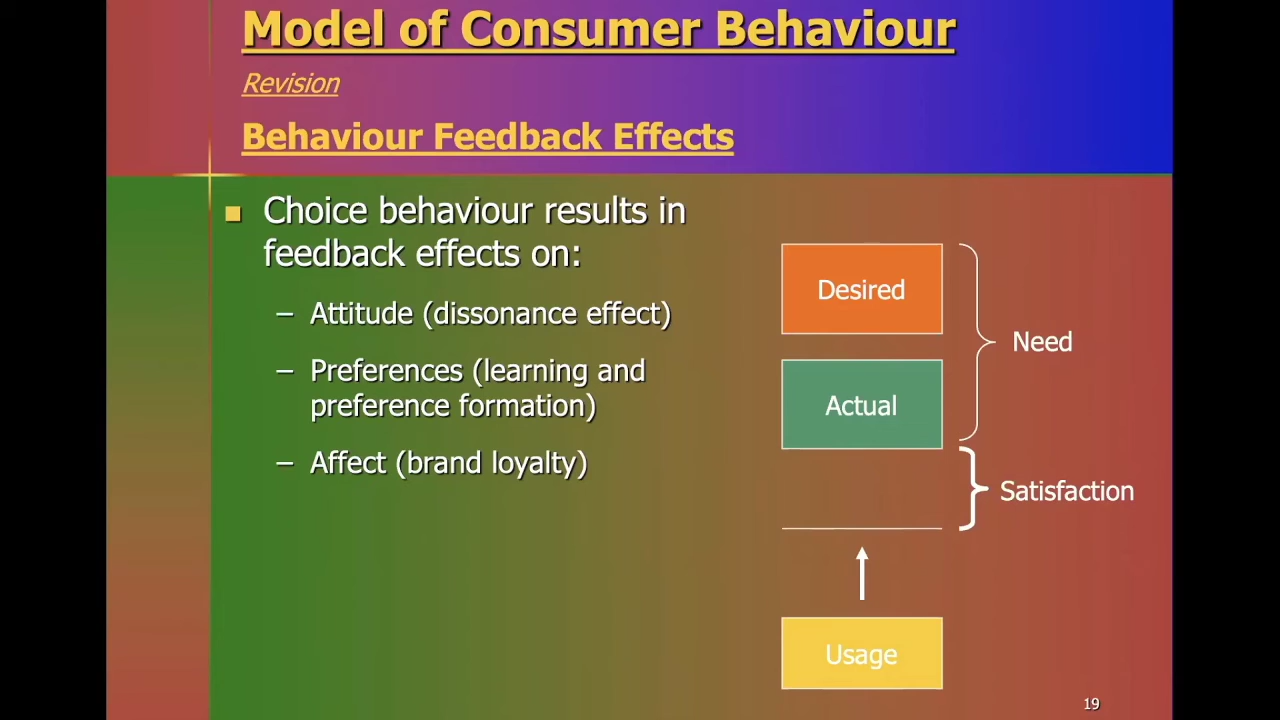 Model of Consumer Behaviour
Revision
Behaviour Feedback Effects
Choice behaviour results in
feedback effects on:
– Attitude (dissonance effect)
– Preferences (learning and
preference formation)
– Affect (brand loyalty)
Desired
Need
Actual
Satisfaction
Usage
19